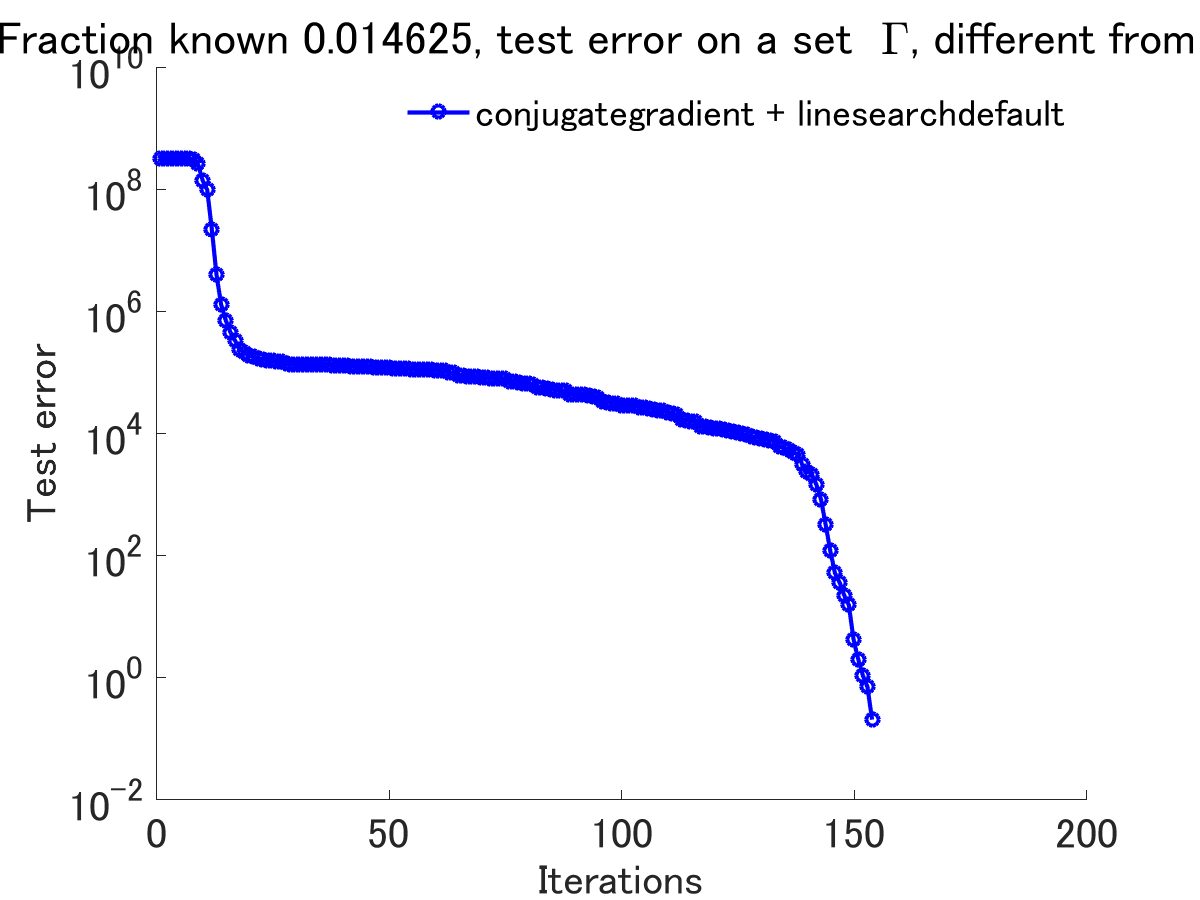 Fraction known 0.014625, test error on a set Γ, different from
conjugategradient + linesearchdefault
10^10
10^8
10^6
10^4
10^2
10^0
10^-2
Test error
0 50 100 150 200
Iterations